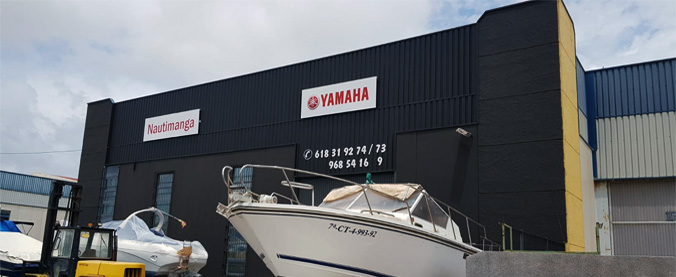 Nautimanga
YAMAHA
618 31 92 74 / 73
968 54 16 9
7ª-CT-4-993-92